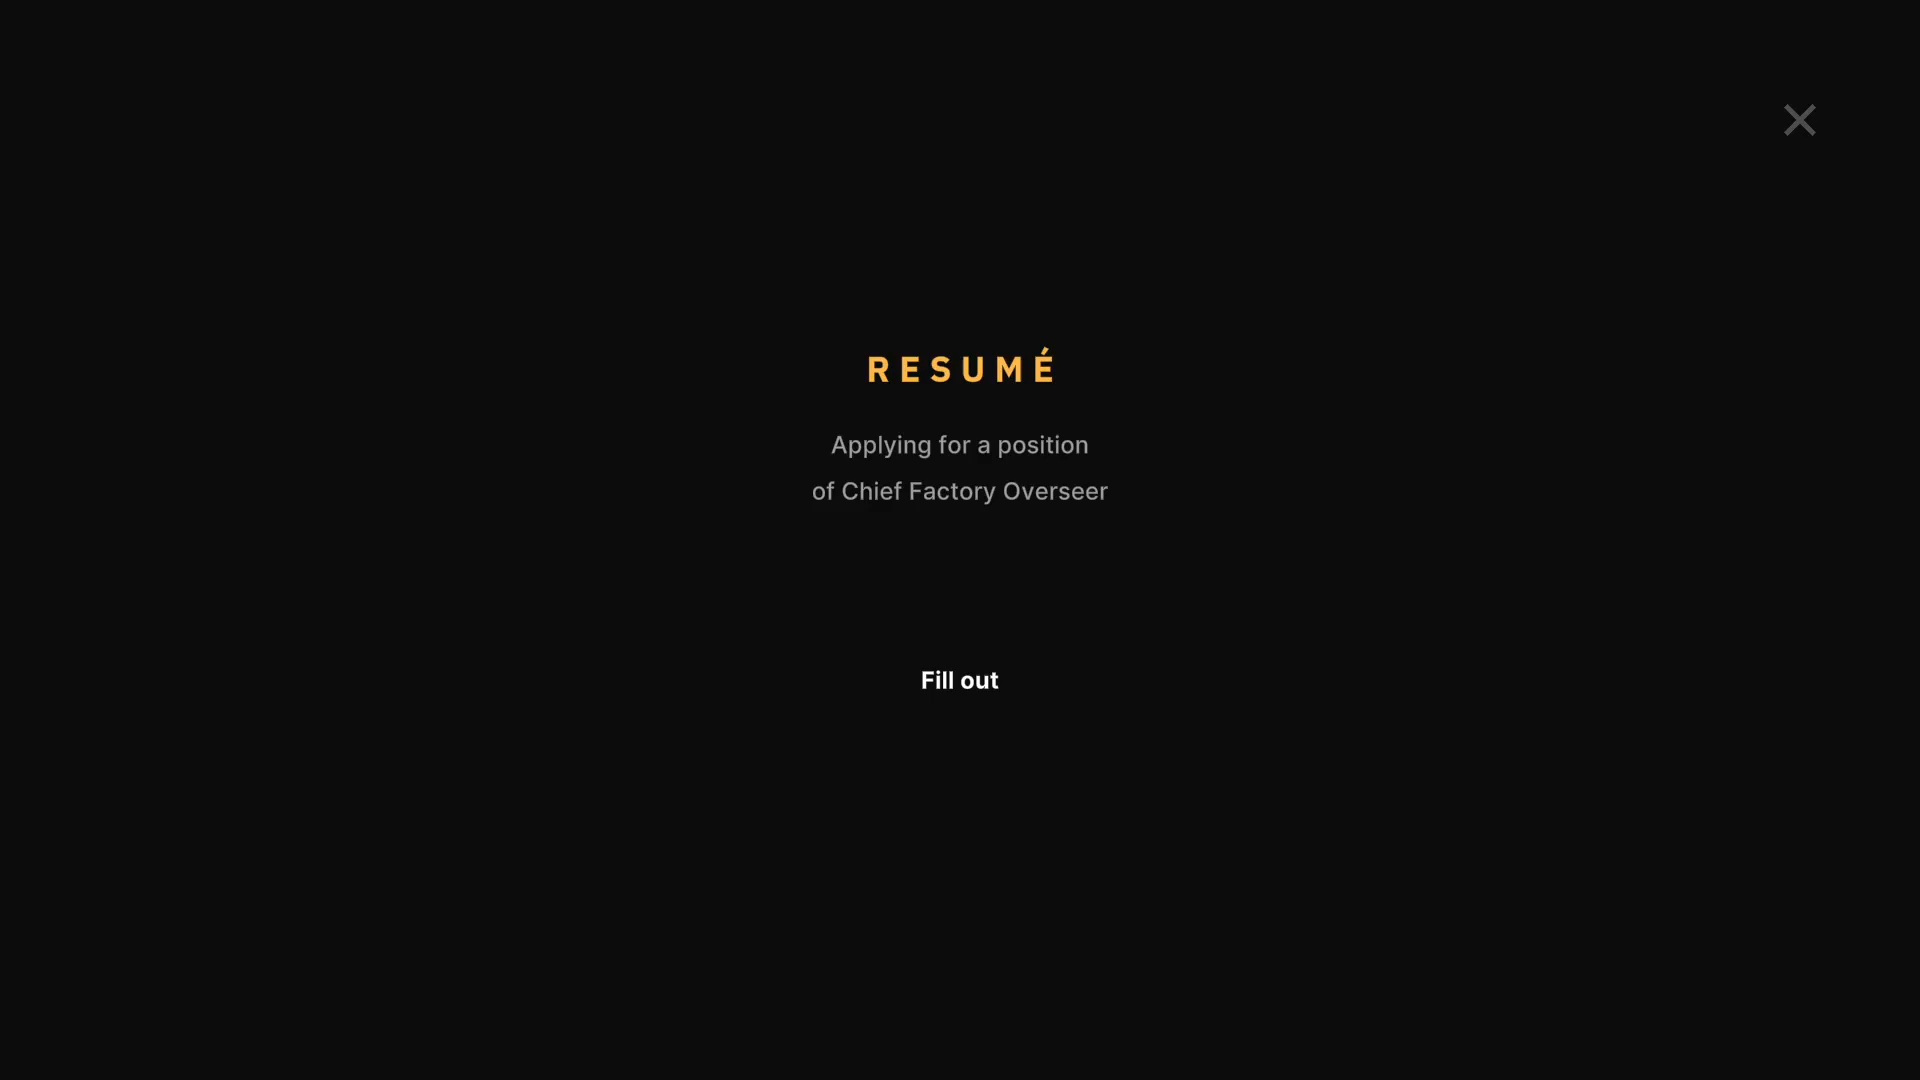 RESUMÉ
Applying for a position
of Chief Factory Overseer
Fill out